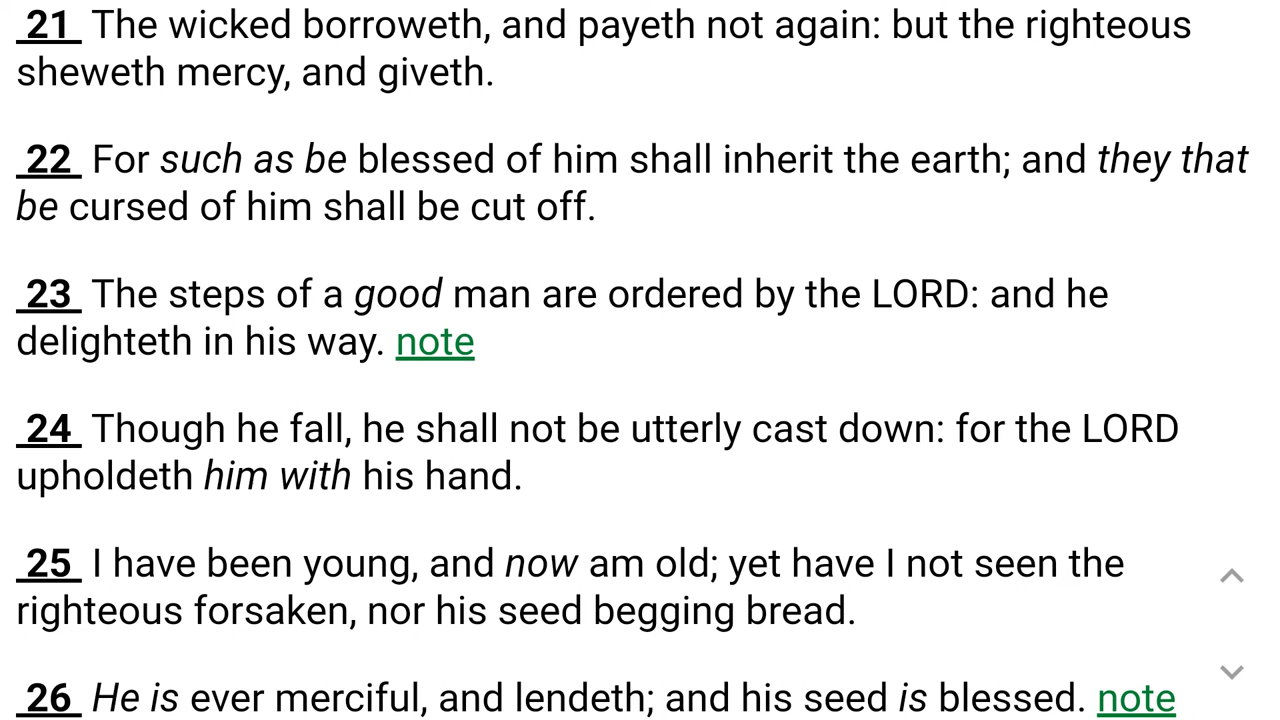 21 The wicked borroweth, and payeth not again: but the righteous
sheweth mercy, and giveth.
22 For such as be blessed of him shall inherit the earth; and they that
be cursed of him shall be cut off.
23 The steps of a good man are ordered by the LORD: and he
delighteth in his way. note
24 Though he fall, he shall not be utterly cast down: for the LORD
upholdeth him with his hand.
25 I have been young, and now am old; yet have I not seen the
righteous forsaken, nor his seed begging bread.
26 He is ever merciful, and lendeth; and his seed is blessed. note